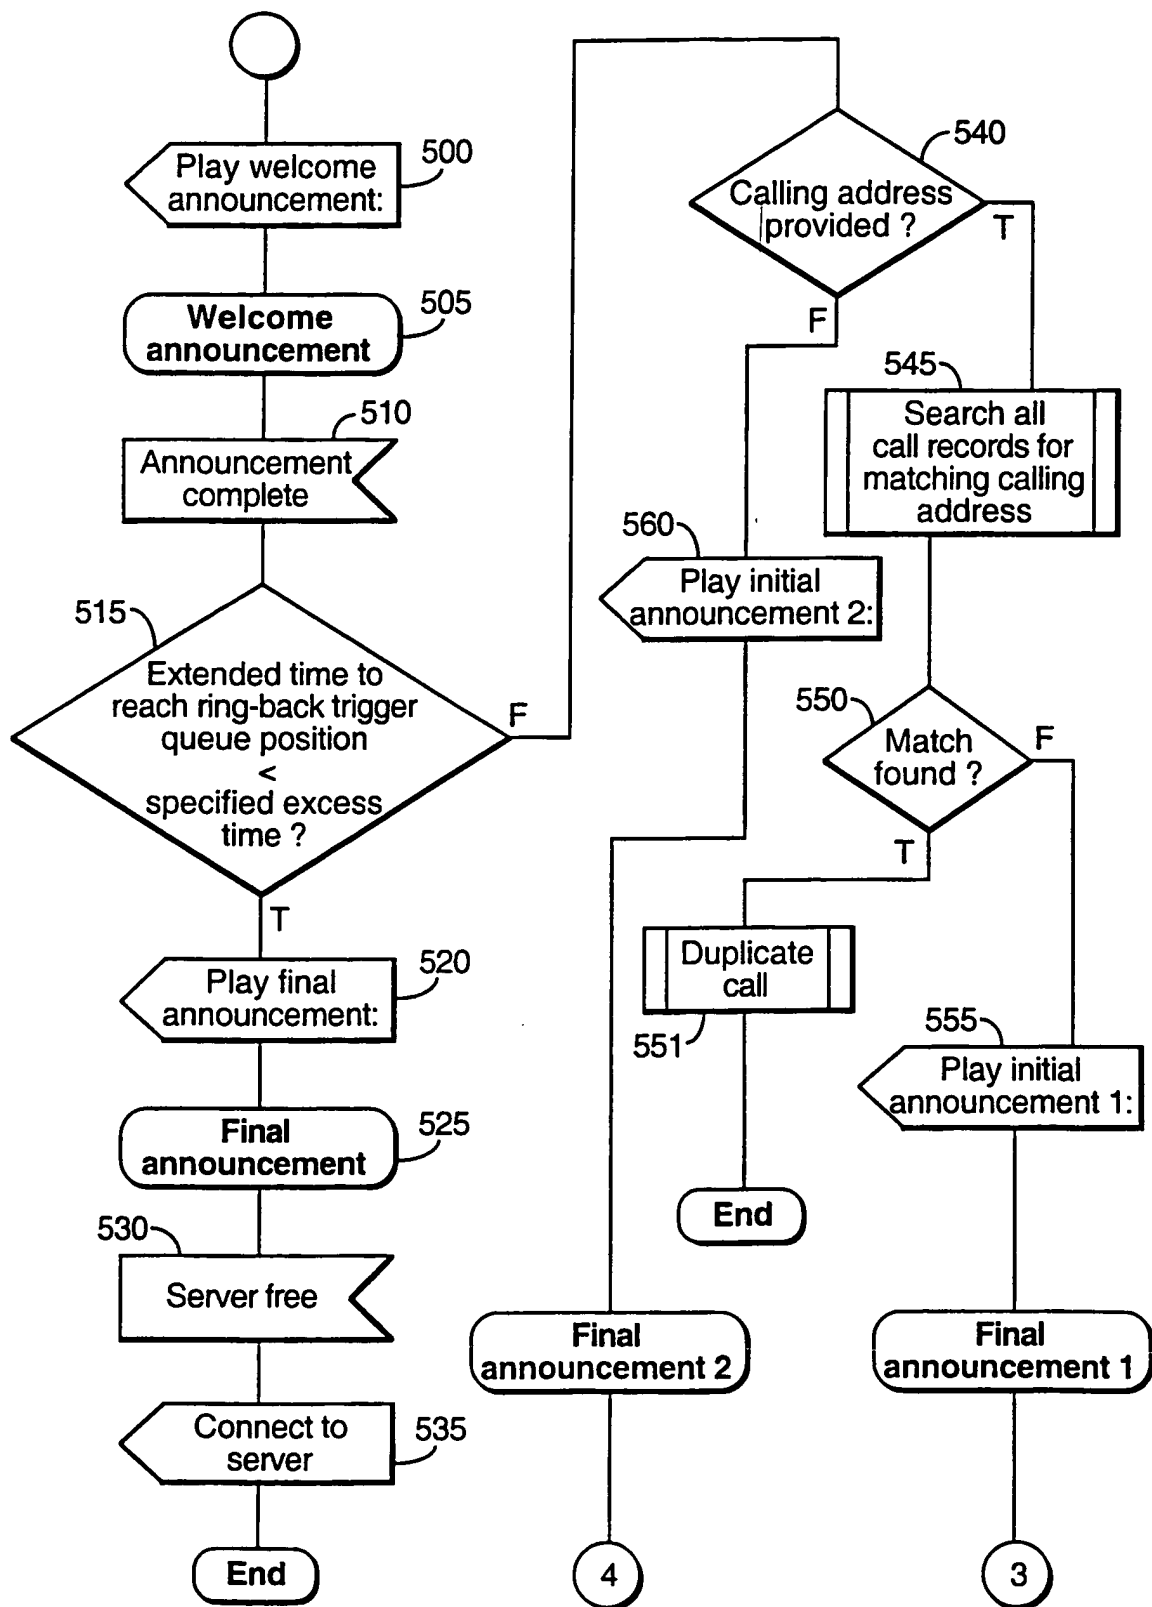 Play welcome
announcement:
500
Welcome
announcement
505
510
Announcement
complete
515
Extended time to
reach ring-back trigger
queue position
<
specified excess
time ?
F
T
Play final
announcement:
520
Final
announcement
525
530
Server free
Connect to
server
535
End
540
Calling address
provided ?
T
F
545
Search all
call records for
matching calling
address
560
Play initial
announcement 2:
550
Match
found ?
F
T
Duplicate
call
551
End
555
Play initial
announcement 1:
Final
announcement 2
Final
announcement 1
4
3